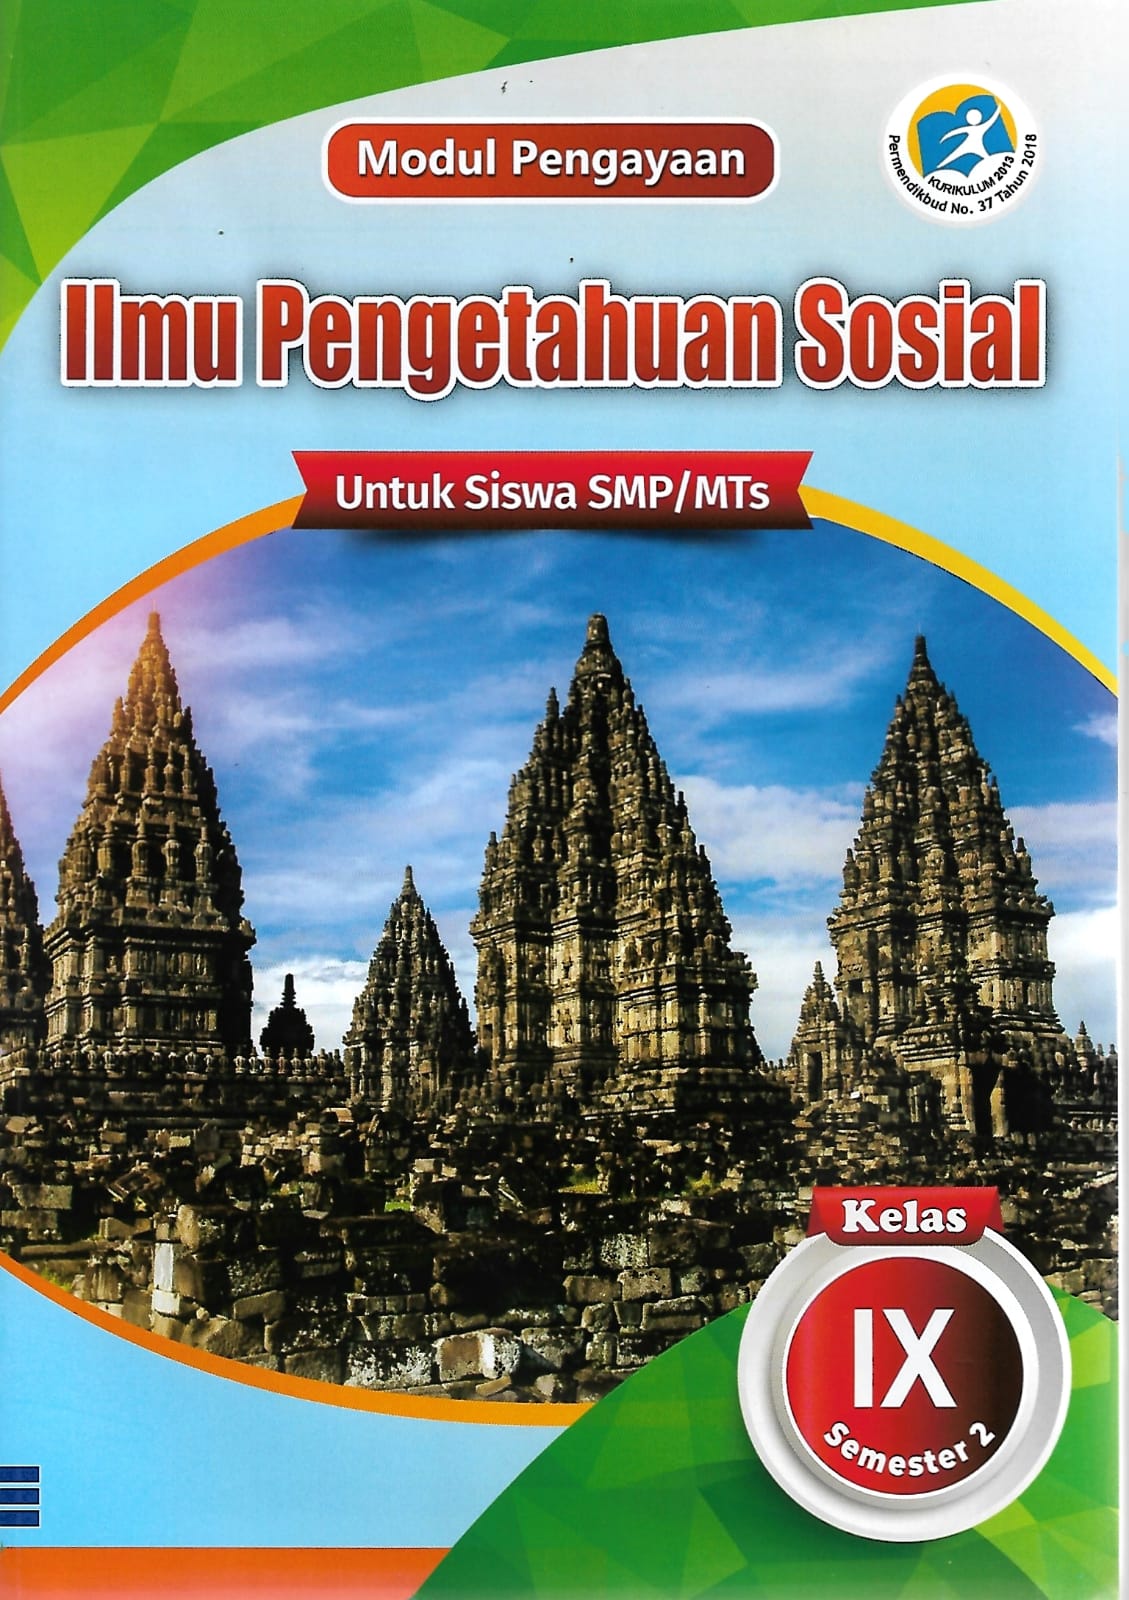 Modul Pengayaan
KURIKULUM 2013
Permendikbud No. 37 Tahun 2018
Ilmu Pengetahuan Sosial
Untuk Siswa SMP/MTs
Kelas
IX
Semester 2